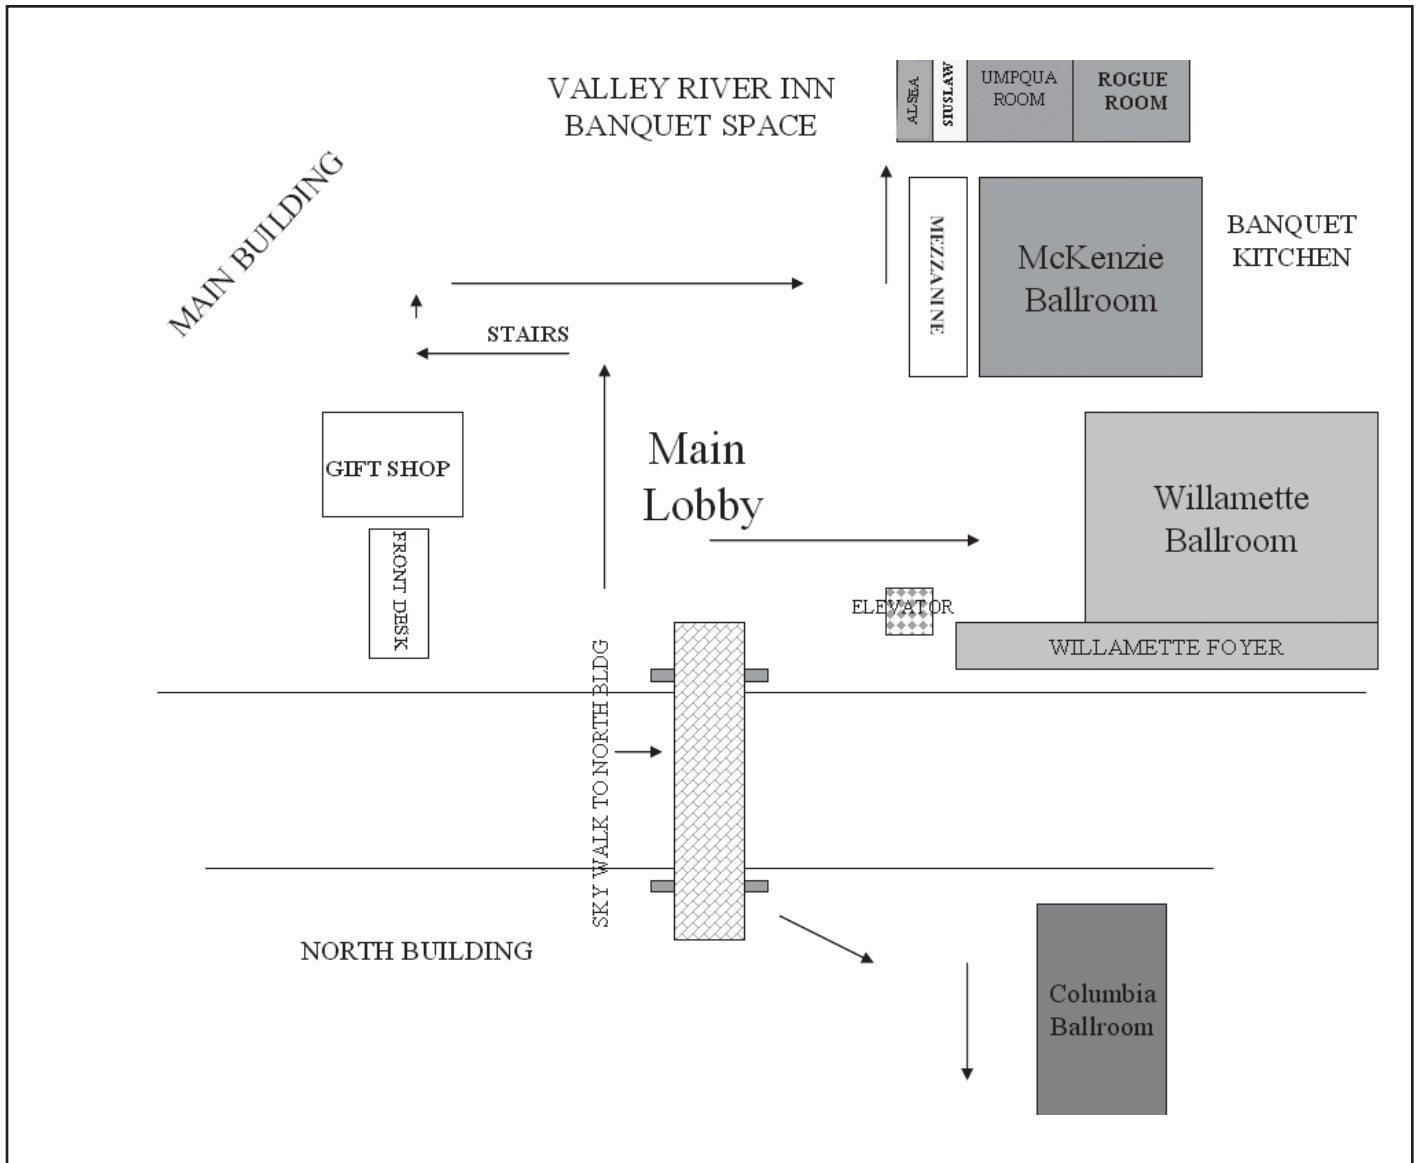 VALLEY RIVER INN
BANQUET SPACE
ALSEA
SIUSLAW
UMPQUA
ROOM
ROGUE
ROOM
MAIN BUILDING
MEZZANINE
McKenzie
Ballroom
BANQUET
KITCHEN
STAIRS
GIFT SHOP
Main
Lobby
Willamette
Ballroom
FRONT DESK
ELEVATOR
WILLAMETTE FOYER
SKY WALK TO NORTH BLDG
NORTH BUILDING
Columbia
Ballroom